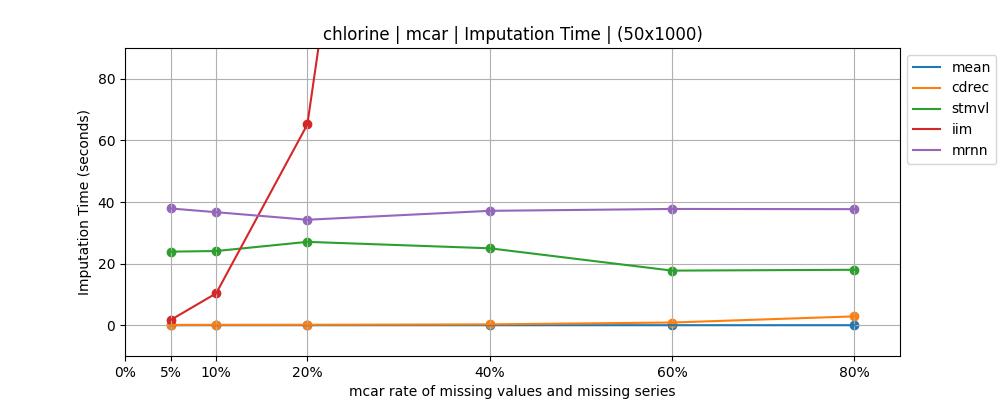 chlorine | mcar | Imputation Time | (50x1000)
Imputation Time (seconds)
80
60
40
20
0
0%
5%
10%
20%
40%
60%
80%
mcar rate of missing values and missing series
mean
cdrec
stmvl
iim
mrnn